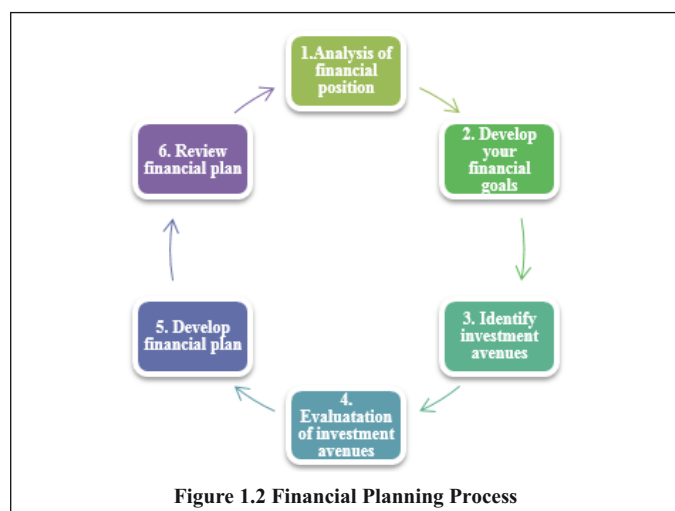 1.Analysis of
financial
position
2. Develop
your
financial
goals
3. Identify
investment
avenues
4.
Evaluatation
of investment
avenues
5. Develop
financial plan
6. Review
financial plan
Figure 1.2 Financial Planning Process